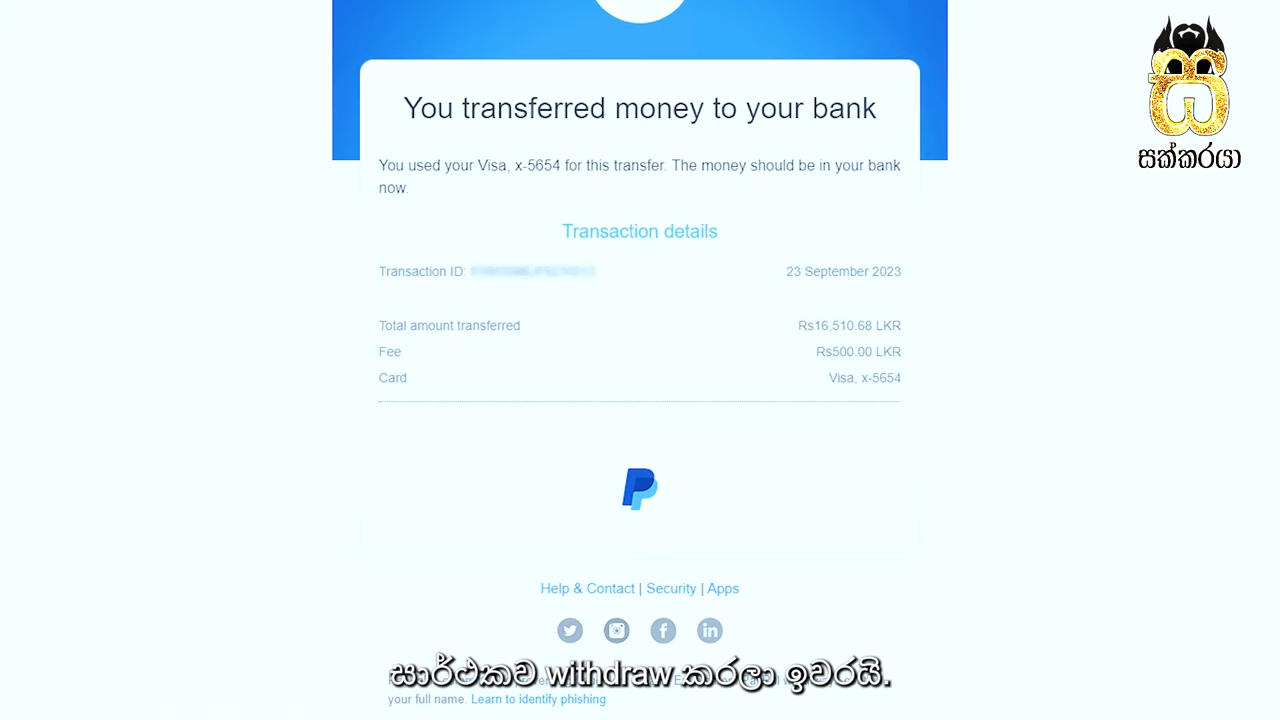 සක්කරයා
You transferred money to your bank
You used your Visa, x-5654 for this transfer. The money should be in your bank
now.
Transaction details
Transaction ID:
23 September 2023
Total amount transferred
Rs16,510.68 LKR
Fee
Rs500.00 LKR
Card
Visa, x-5654
Help & Contact | Security | Apps
සාර්ථකව withdraw කරලා ඉවරයි.
your full name. Learn to identify phishing